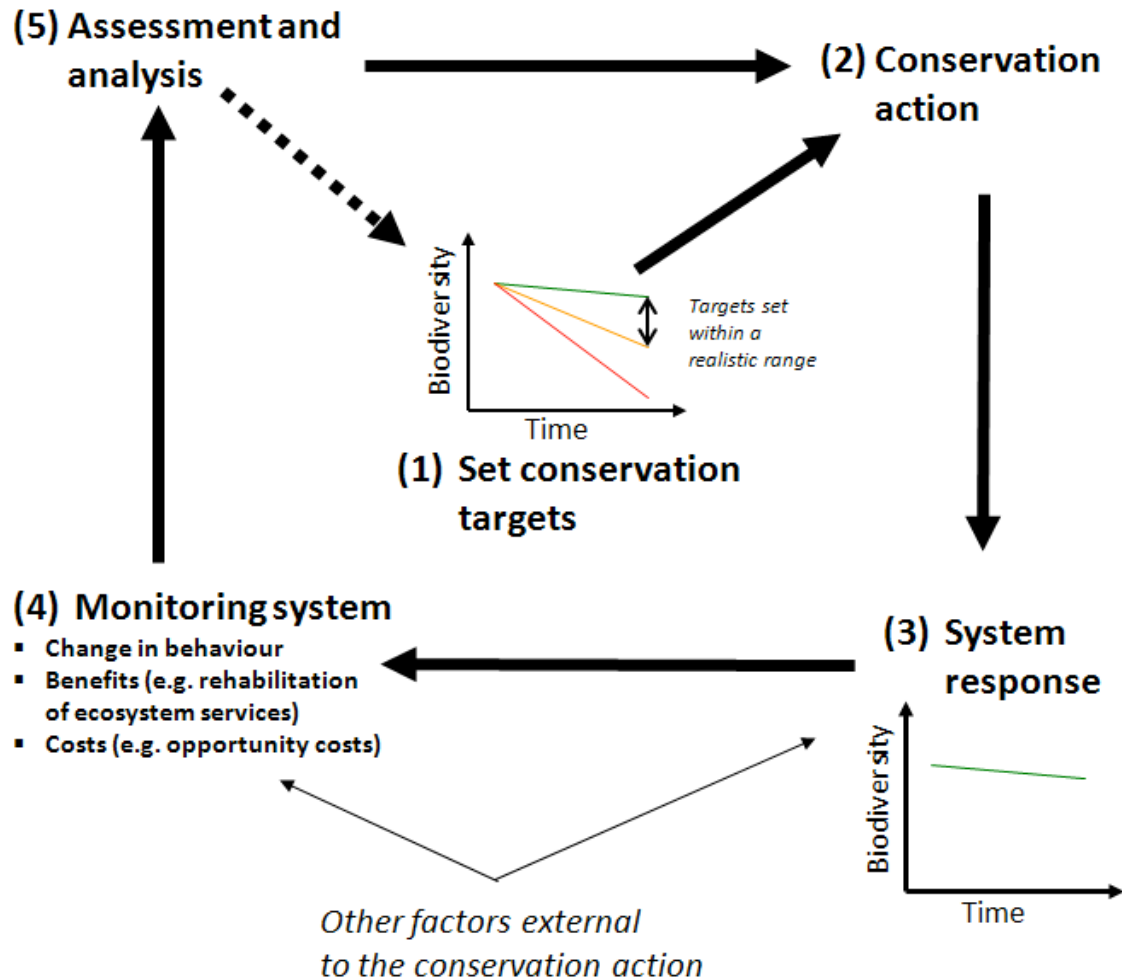 (5) Assessment and
analysis
(2) Conservation
action
Biodiversity
Time
Targets set
within a
realistic range
(1) Set conservation
targets
(4) Monitoring system
▪ Change in behaviour
▪ Benefits (e.g. rehabilitation
of ecosystem services)
▪ Costs (e.g. opportunity costs)
(3) System
response
Biodiversity
Time
Other factors external
to the conservation action